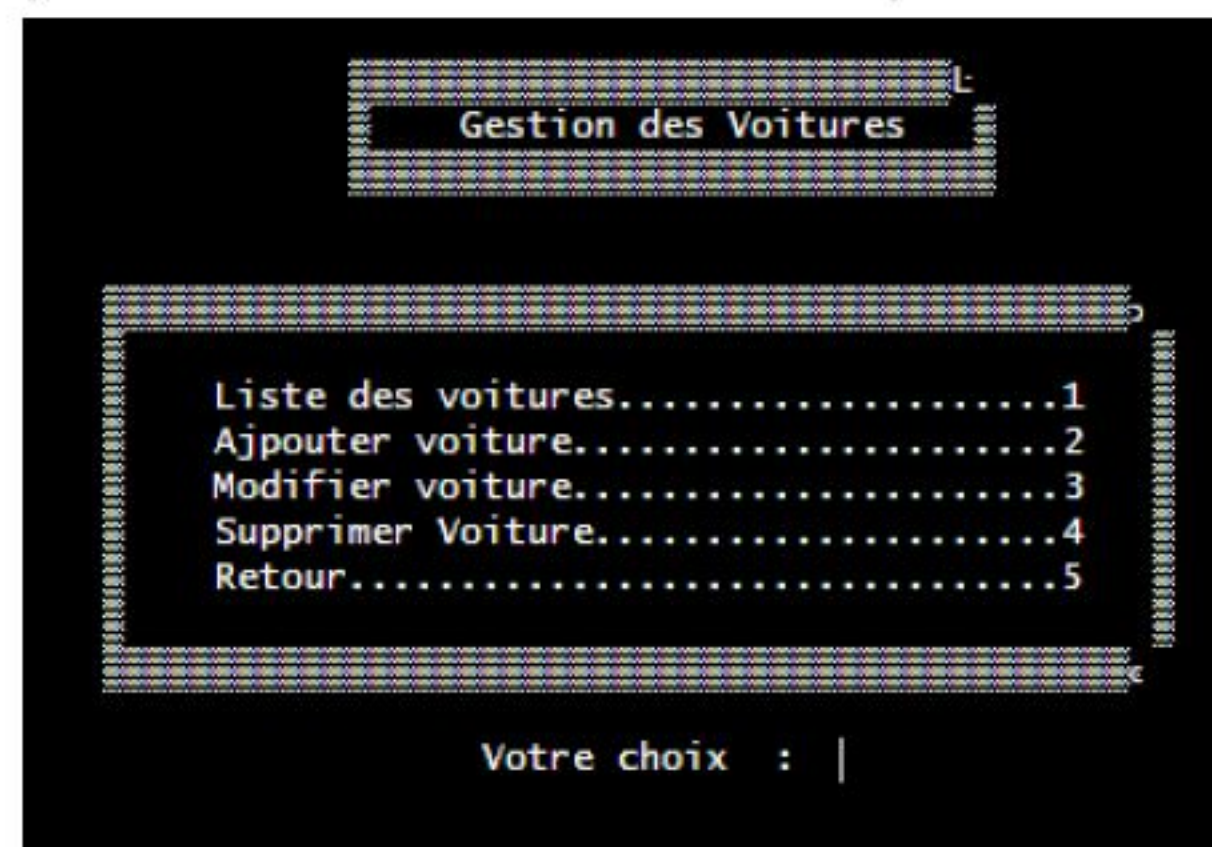 Gestion des Voitures
Liste des voitures....................1
Ajpouter voiture......................2
Modifier voiture......................3
Supprimer Voiture.....................4
Retour................................5
Votre choix : |